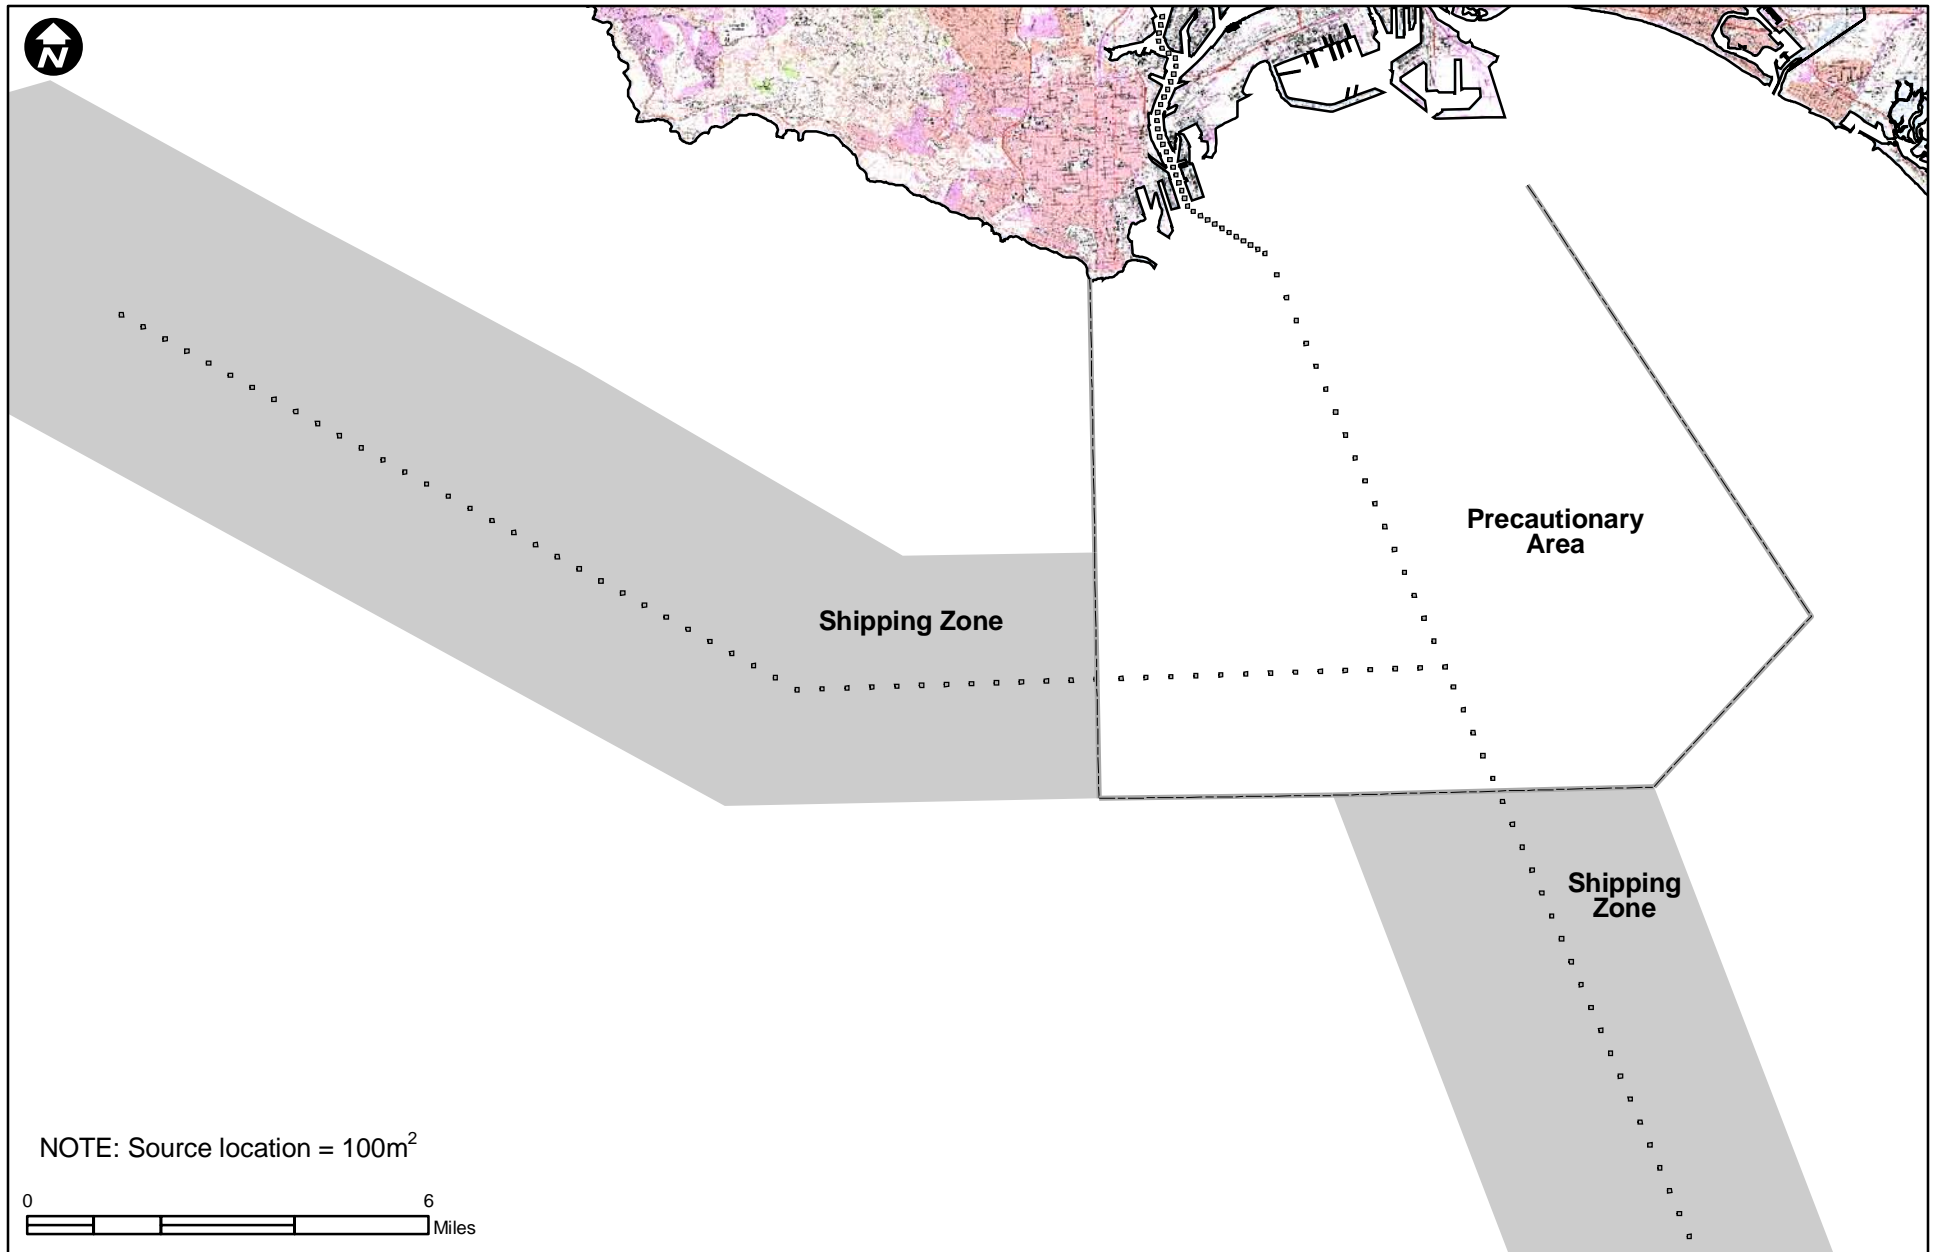 N
Precautionary
Area
Shipping Zone
Shipping
Zone
NOTE: Source location = 100m²
0 6
Miles